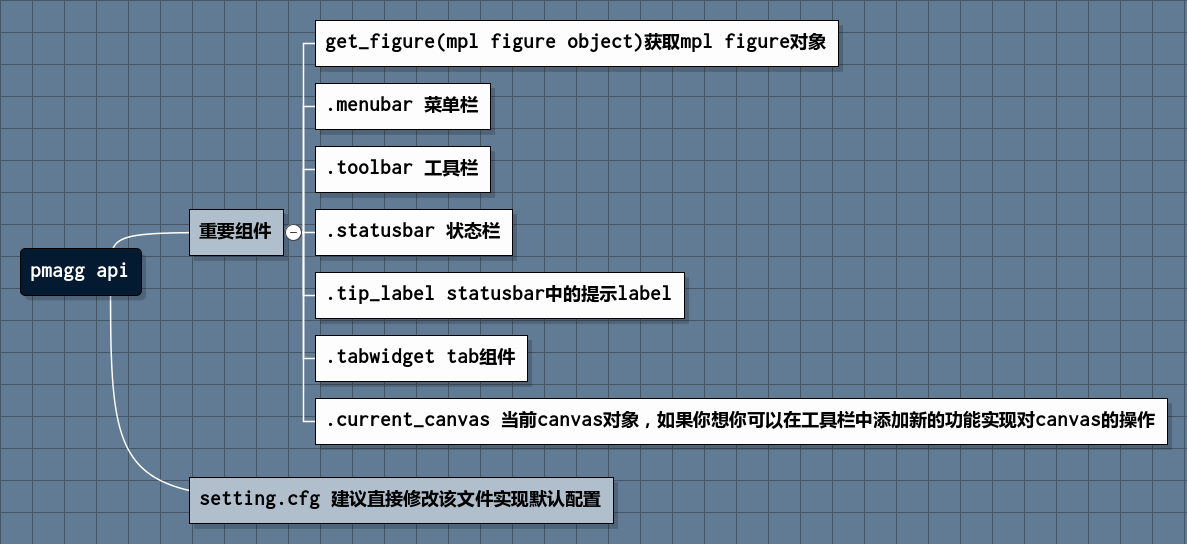 pmagg api
重要组件
get_figure(mpl figure object)获取mpl figure对象
.menubar 菜单栏
.toolbar 工具栏
.statusbar 状态栏
.tip_label statusbar中的提示label
.tabwidget tab组件
.current_canvas 当前canvas对象，如果你想你可以在工具栏中添加新的功能实现对canvas的操作
setting.cfg 建议直接修改该文件实现默认配置